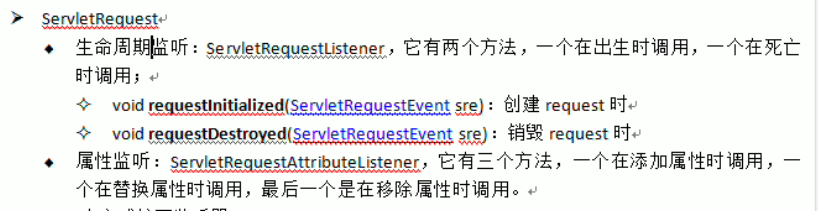 ServletRequest
生命周期监听：ServletRequestListener，它有两个方法，一个在出生时调用，一个在死亡
时调用；
void requestInitialized(ServletRequestEvent sre)：创建 request 时
void requestDestroyed(ServletRequestEvent sre)：销毁 request 时
属性监听：ServletRequestAttributeListener，它有三个方法，一个在添加属性时调用，一
个在替换属性时调用，最后一个是在移除属性时调用。